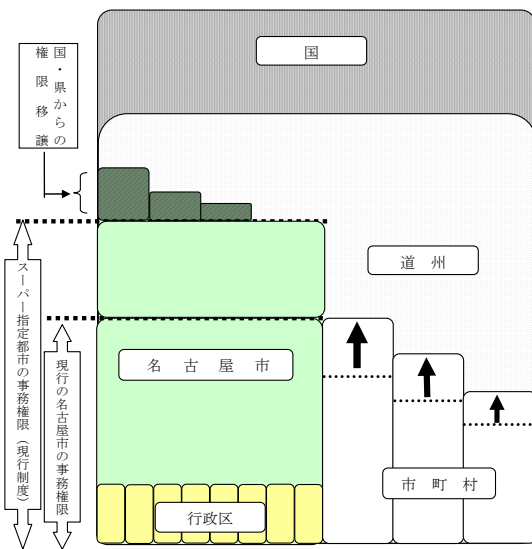 国
国・県からの
権限移譲
道 州
スーパー指定都市の事務権限(現行制度)
現行の名古屋市の事務権限
名 古 屋 市
市 町 村
行政区